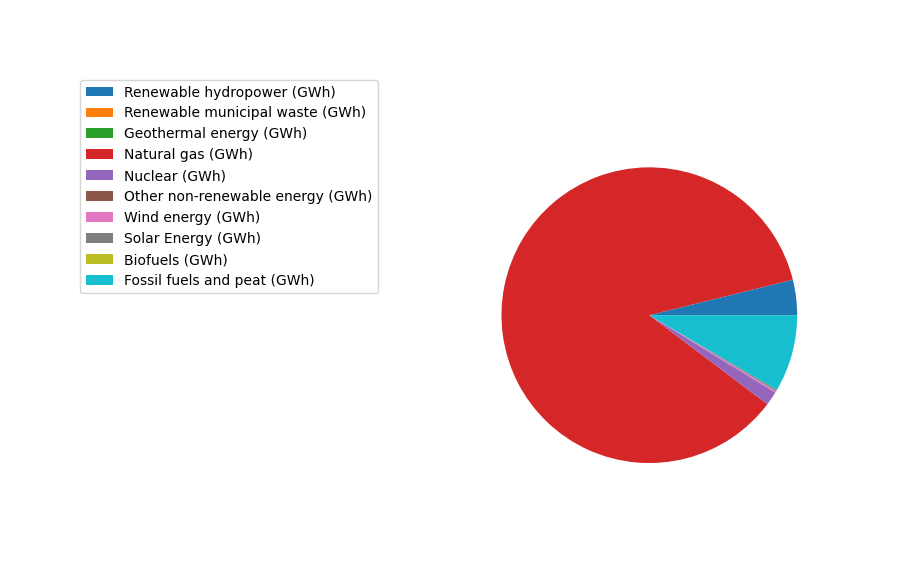 Renewable hydropower (GWh)
Renewable municipal waste (GWh)
Geothermal energy (GWh)
Natural gas (GWh)
Nuclear (GWh)
Other non-renewable energy (GWh)
Wind energy (GWh)
Solar Energy (GWh)
Biofuels (GWh)
Fossil fuels and peat (GWh)